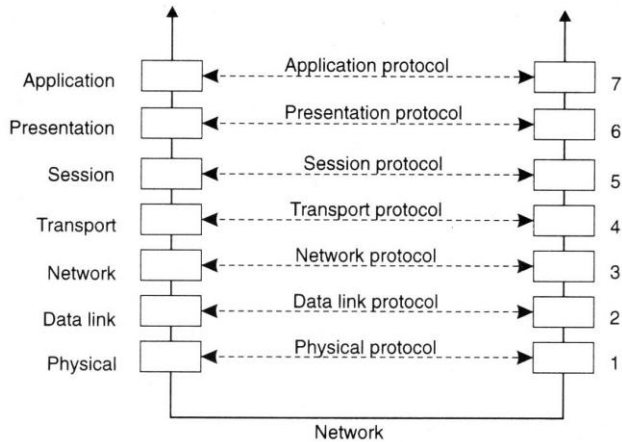 Application Application protocol 7
Presentation Presentation protocol 6
Session Session protocol 5
Transport Transport protocol 4
Network Network protocol 3
Data link Data link protocol 2
Physical Physical protocol 1
Network